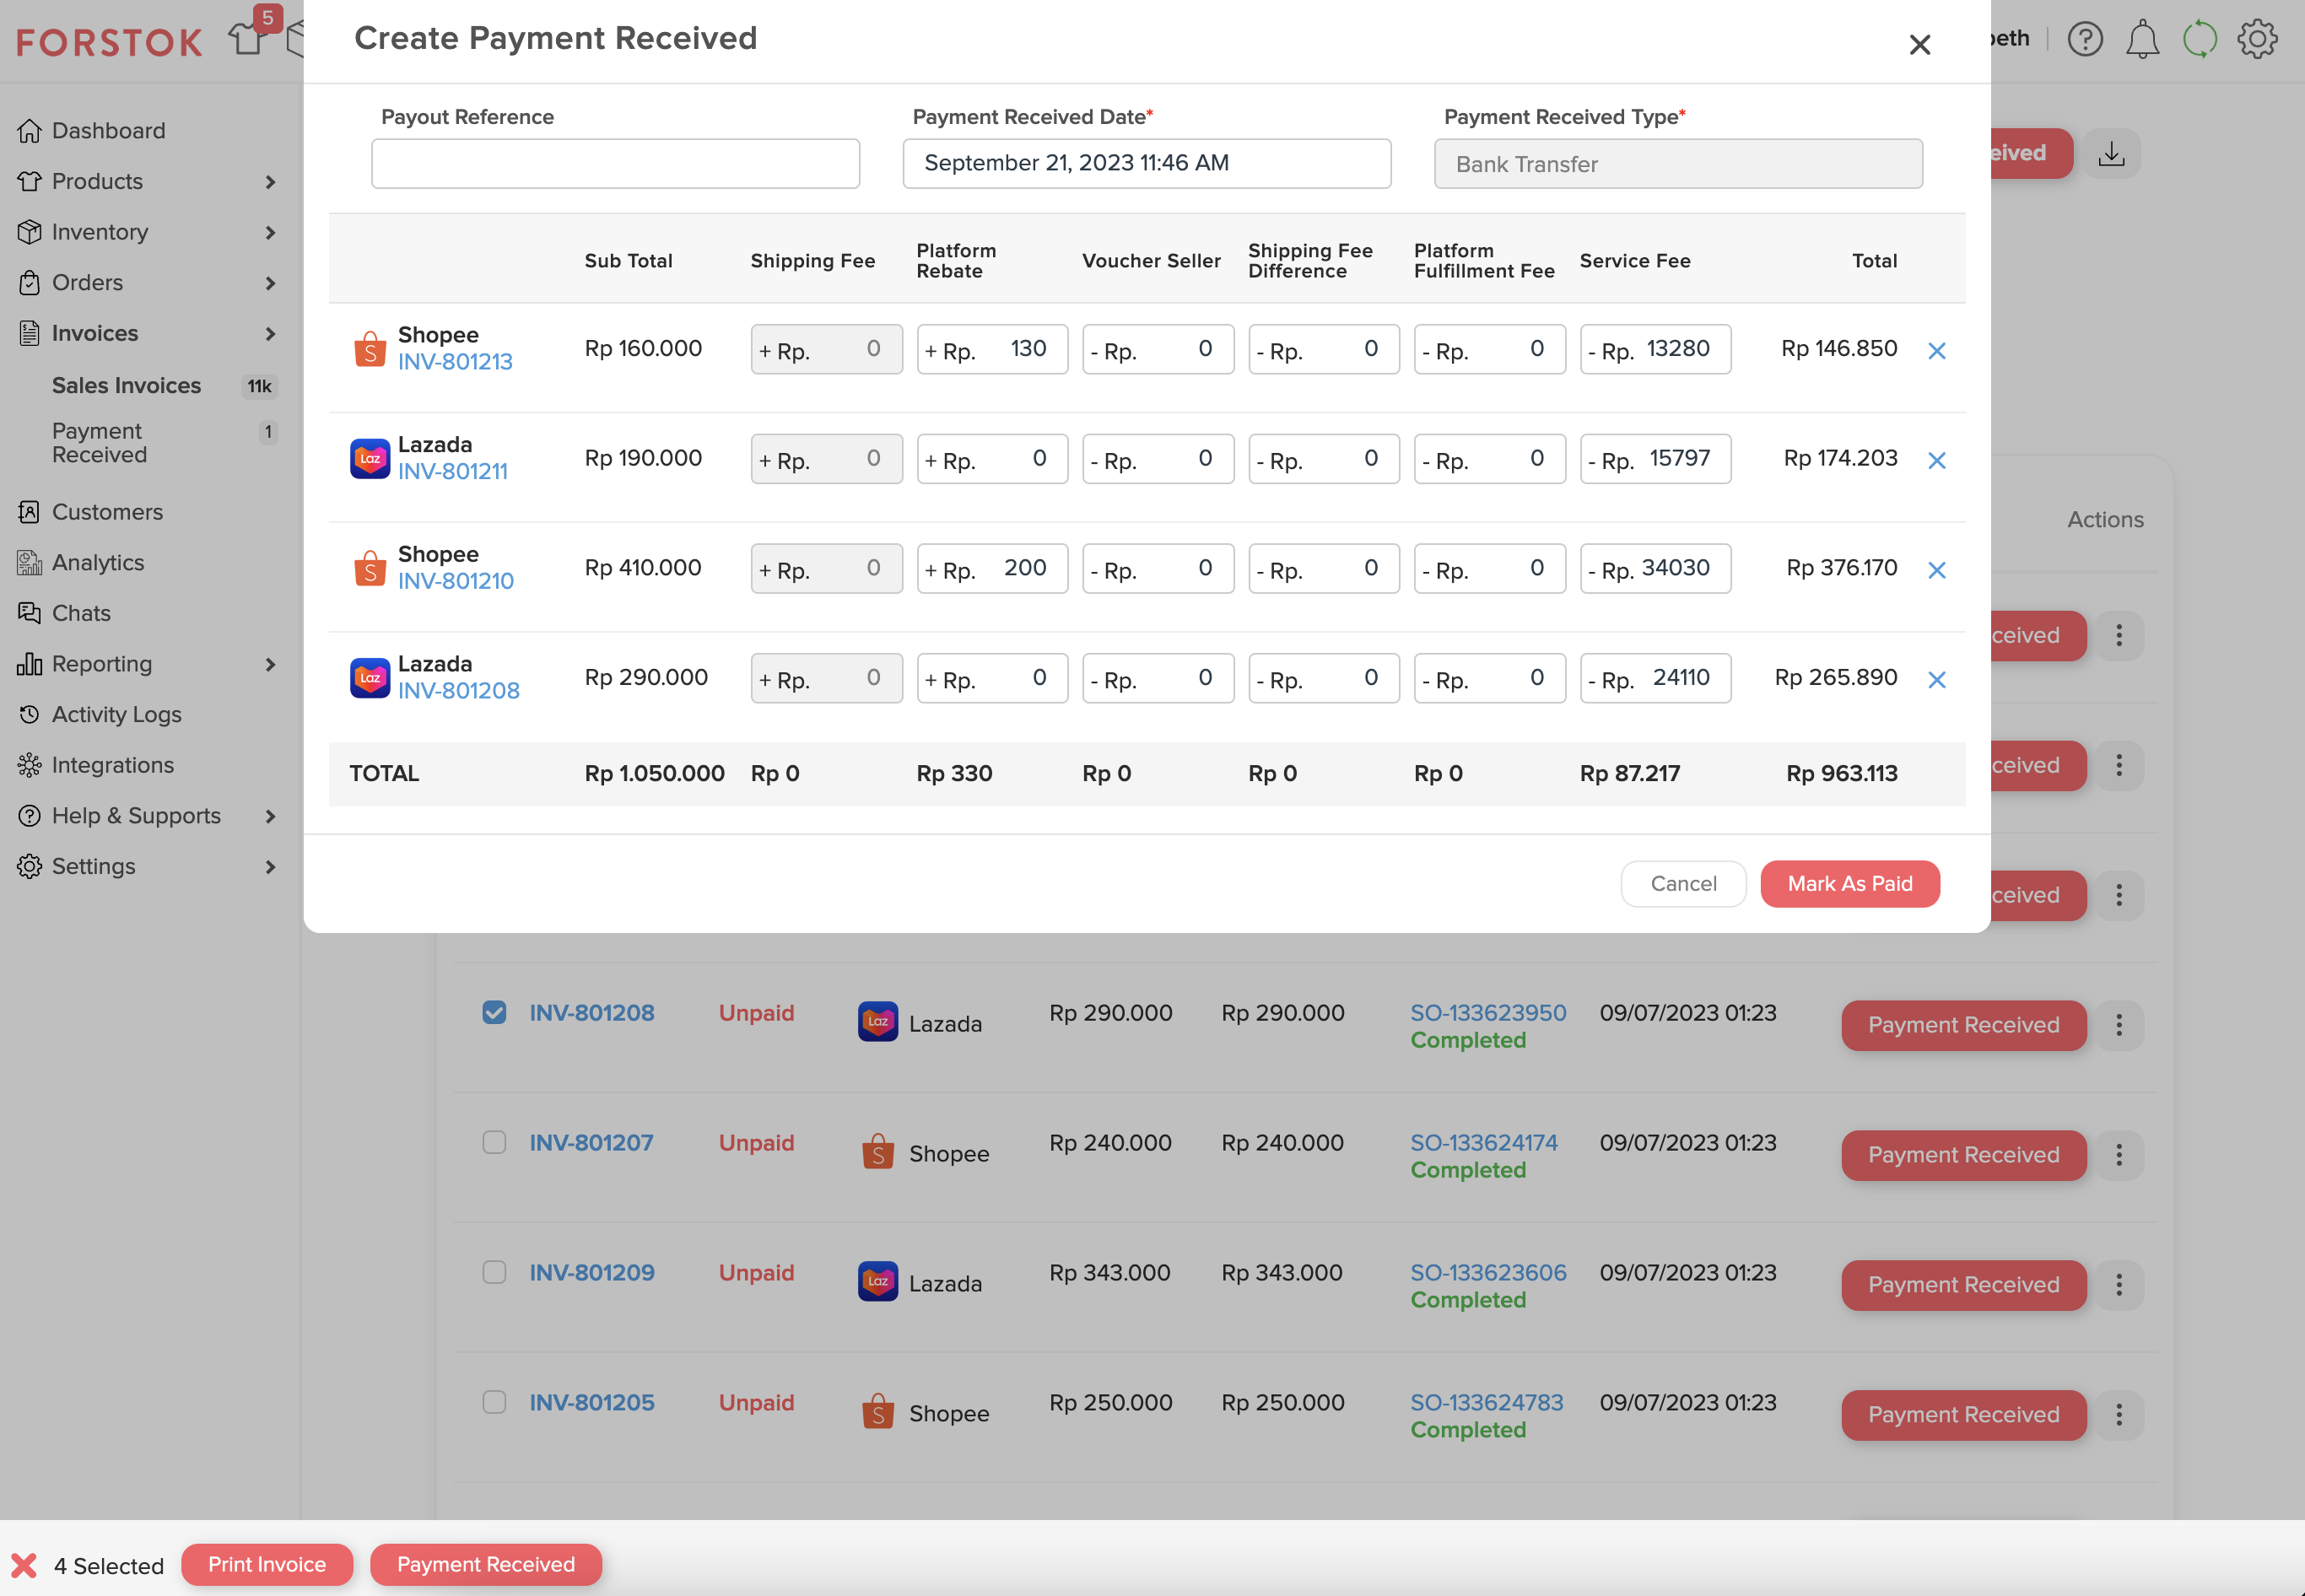 FORSTOK
5
Create Payment Received
Payout Reference
Payment Received Date*
Payment Received Type*
September 21, 2023 11:46 AM
Bank Transfer
Dashboard
Products
Inventory
Orders
Invoices
Sales Invoices 11k
Payment Received 1
Customers
Analytics
Chats
Reporting
Activity Logs
Integrations
Help & Supports
Settings
Sub Total Shipping Fee Platform Rebate Voucher Seller Shipping Fee Difference Platform Fulfillment Fee Service Fee Total
Shopee
INV-801213 Rp 160.000 + Rp. 0 + Rp. 130 - Rp. 0 - Rp. 0 - Rp. 0 - Rp. 13280 Rp 146.850
Lazada
INV-801211 Rp 190.000 + Rp. 0 + Rp. 0 - Rp. 0 - Rp. 0 - Rp. 0 - Rp. 15797 Rp 174.203
Shopee
INV-801210 Rp 410.000 + Rp. 0 + Rp. 200 - Rp. 0 - Rp. 0 - Rp. 0 - Rp. 34030 Rp 376.170
Lazada
INV-801208 Rp 290.000 + Rp. 0 + Rp. 0 - Rp. 0 - Rp. 0 - Rp. 0 - Rp. 24110 Rp 265.890
TOTAL Rp 1.050.000 Rp 0 Rp 330 Rp 0 Rp 0 Rp 0 Rp 87.217 Rp 963.113
Cancel
Mark As Paid
Actions
INV-801208 Unpaid Lazada Rp 290.000 Rp 290.000 SO-133623950 09/07/2023 01:23 Payment Received
Completed
INV-801207 Unpaid Shopee Rp 240.000 Rp 240.000 SO-133624174 09/07/2023 01:23 Payment Received
Completed
INV-801209 Unpaid Lazada Rp 343.000 Rp 343.000 SO-133623606 09/07/2023 01:23 Payment Received
Completed
INV-801205 Unpaid Shopee Rp 250.000 Rp 250.000 SO-133624783 09/07/2023 01:23 Payment Received
Completed
4 Selected
Print Invoice
Payment Received